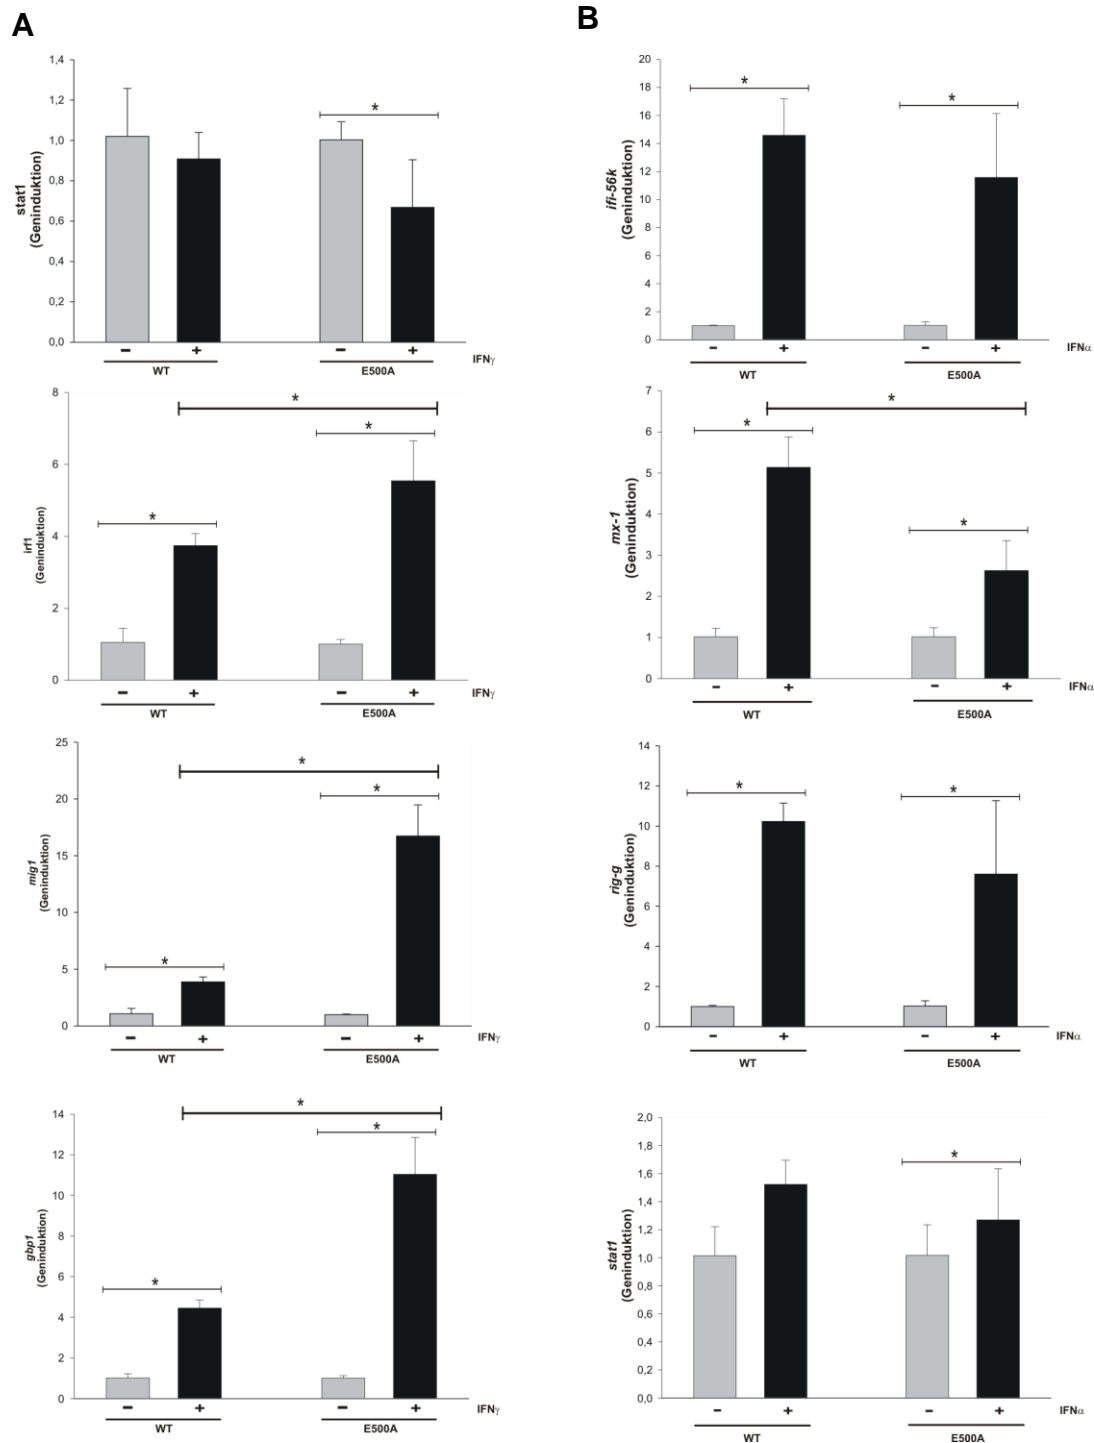 A
stat1
(Geninduktion)
1,4
1,2
1,0
0,8
0,6
0,4
0,2
0,0
*
− + − + IFNγ
WT E500A
irf1
(Geninduktion)
8
6
4
2
0
*
*
*
− + − + IFNγ
WT E500A
mig1
(Geninduktion)
25
20
15
10
5
0
*
*
*
− + − + IFNγ
WT E500A
gbp1
(Geninduktion)
14
12
10
8
6
4
2
0
*
*
*
− + − + IFNγ
WT E500A
B
ifi-56k
(Geninduktion)
20
18
16
14
12
10
8
6
4
2
0
*
*
− + − + IFNα
WT E500A
mx-1
(Geninduktion)
7
6
5
4
3
2
1
0
*
*
*
− + − + IFNα
WT E500A
rig-g
(Geninduktion)
14
12
10
8
6
4
2
0
*
*
− + − + IFNα
WT E500A
stat1
(Geninduktion)
2,0
1,8
1,6
1,4
1,2
1,0
0,8
0,6
0,4
0,2
0,0
*
− + − + IFNα
WT E500A